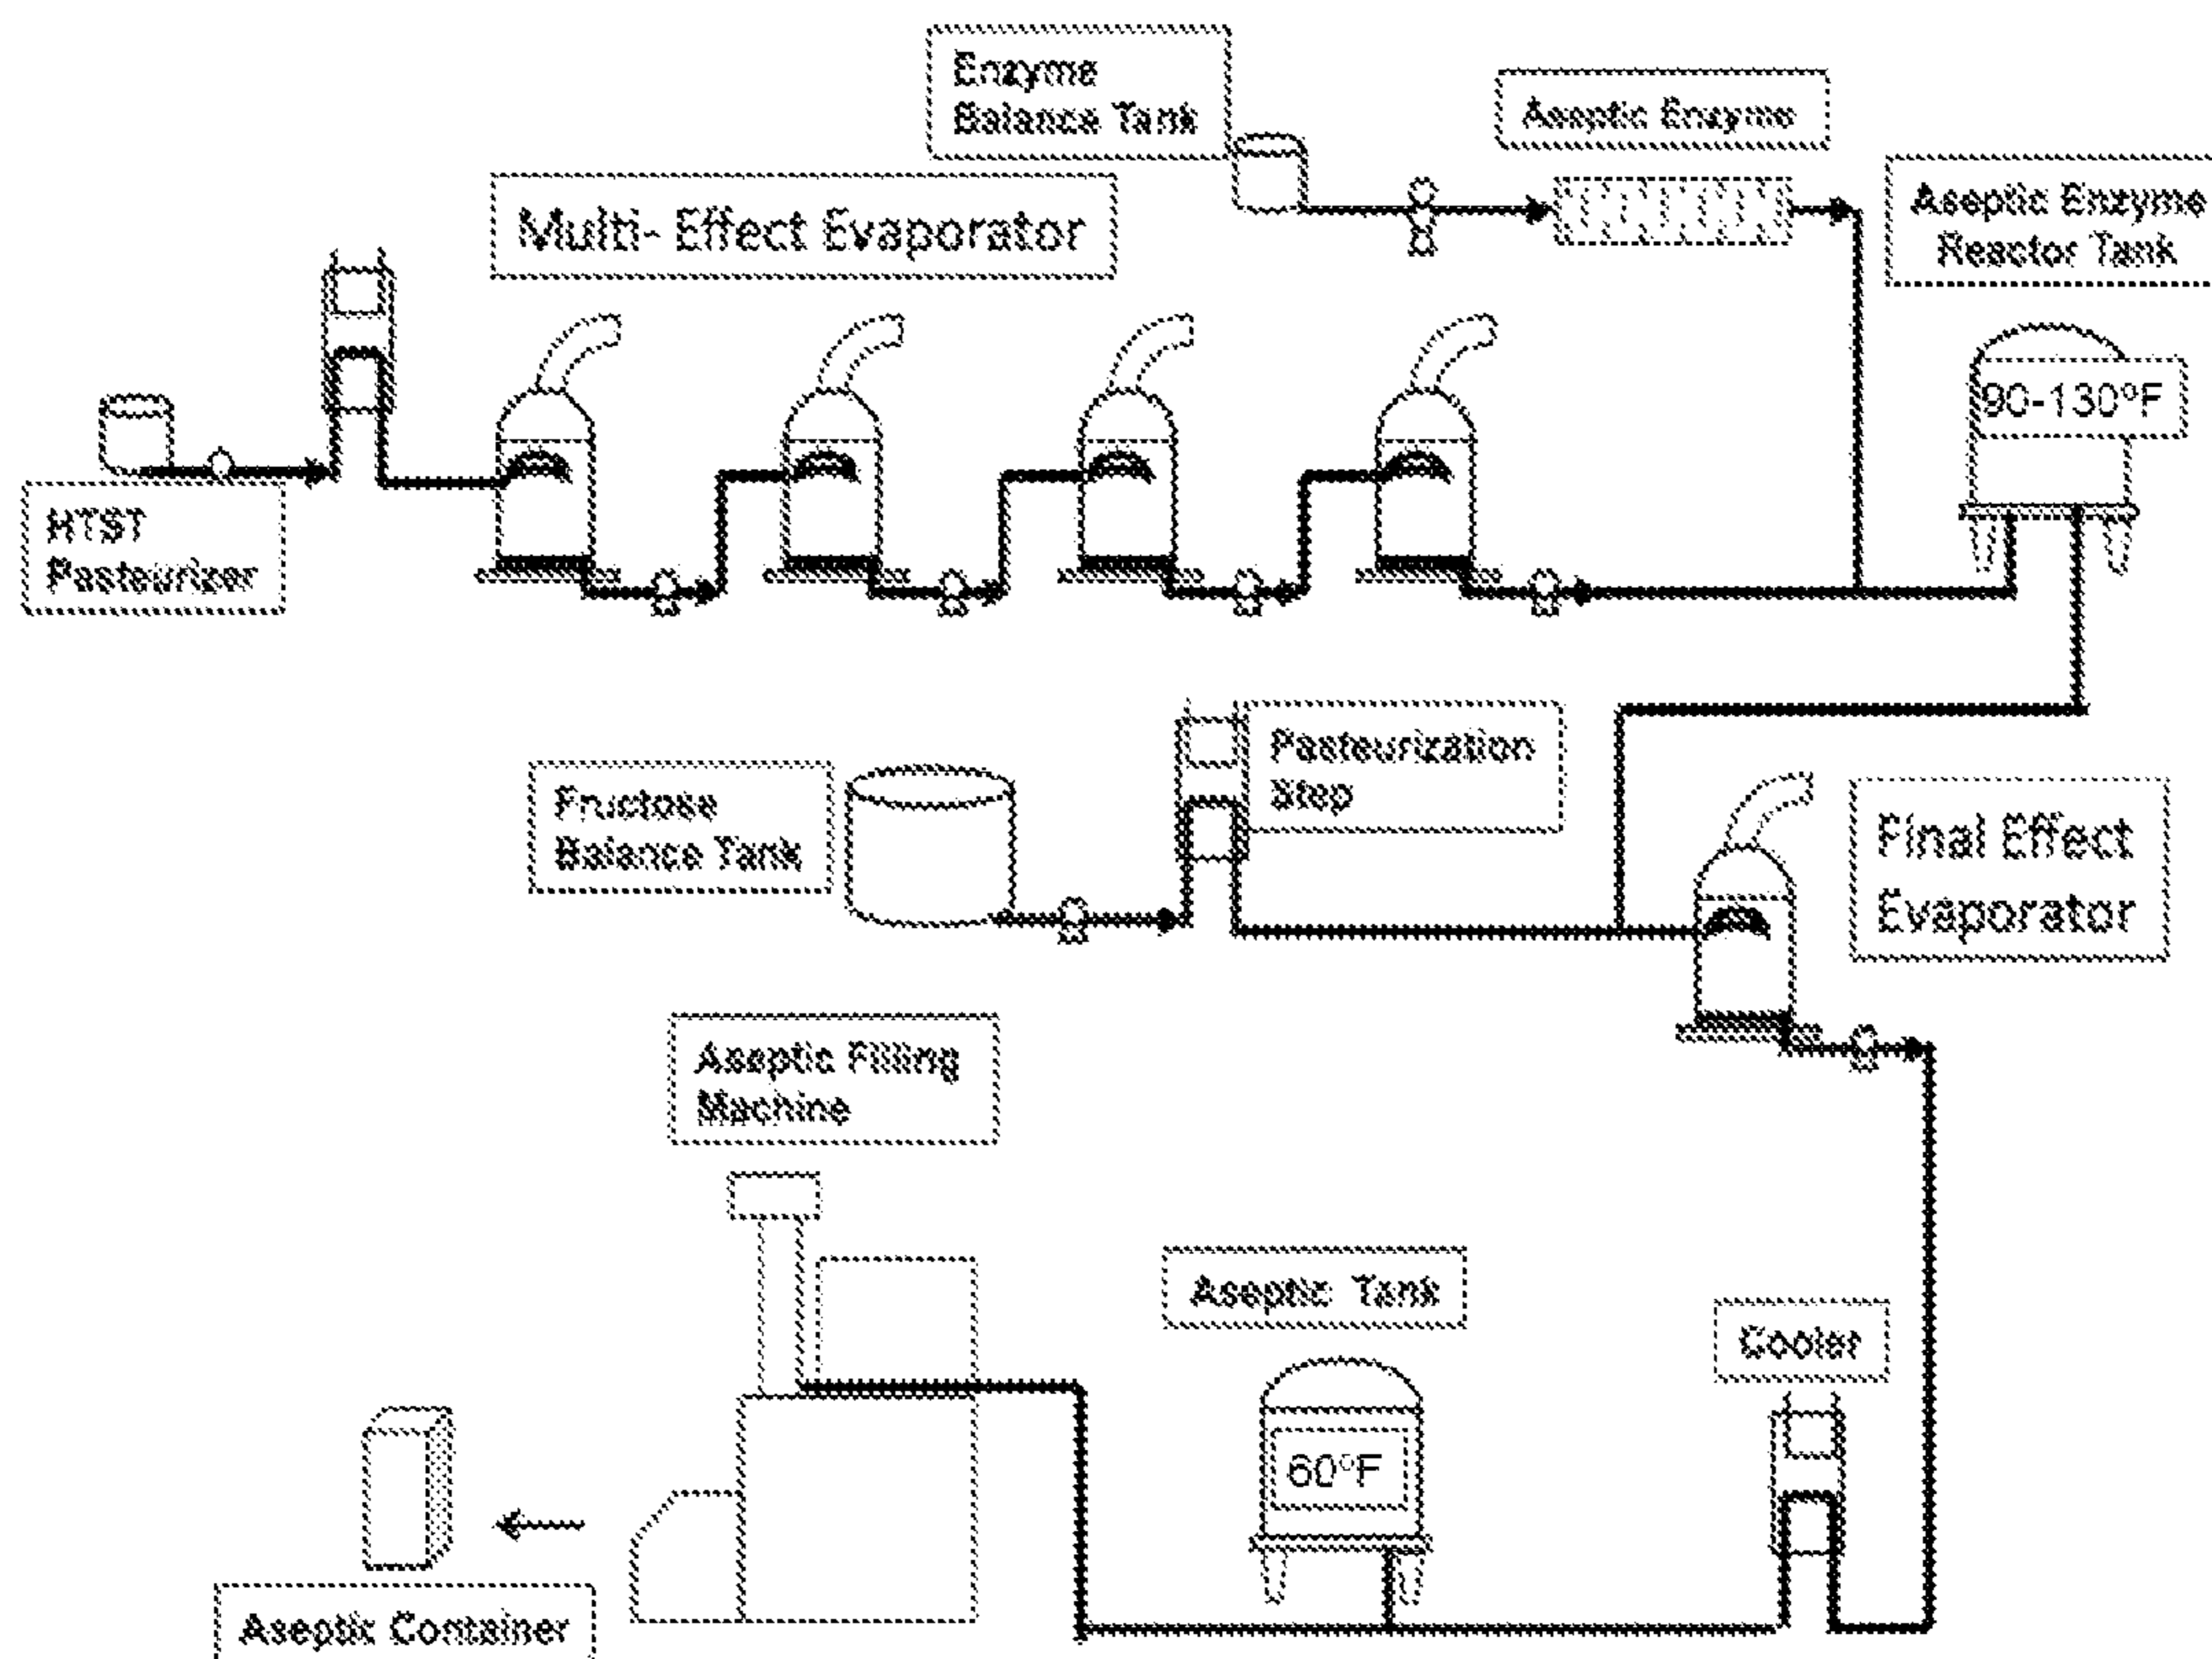 Enzyme
Balance Tank
Aseptic Enzyme
Aseptic Enzyme
Reactor Tank
Multi- Effect Evaporator
90-130°F
HTST
Pasteurizer
Pasteurization
Step
Fructose
Balance Tank
Final Effect
Evaporator
Aseptic Filling
Machine
Aseptic Tank
Cooler
60°F
Aseptic Container